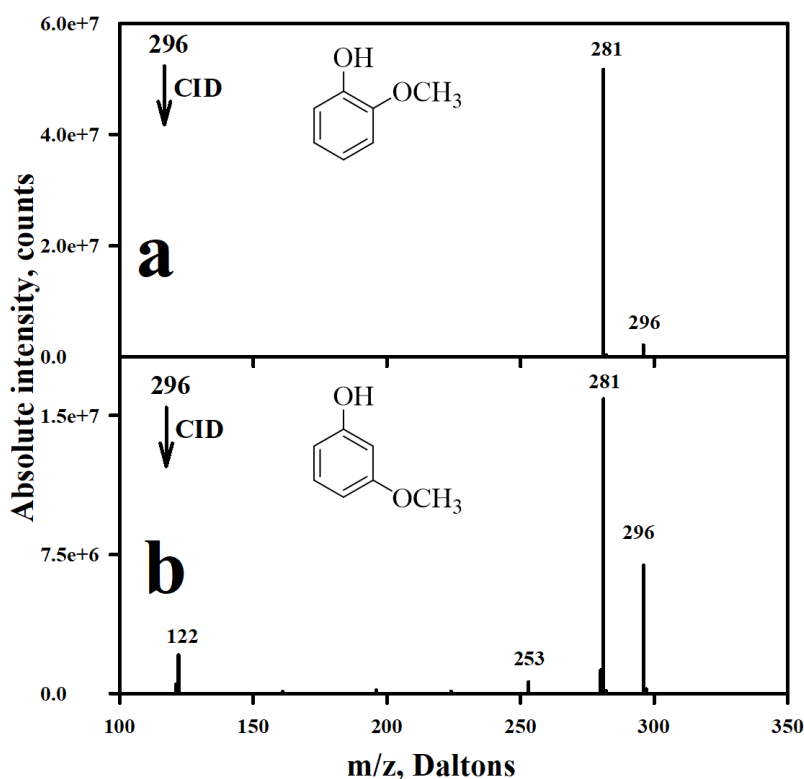 Absolute intensity, counts
6.0e+7
4.0e+7
2.0e+7
0.0
296
CID
a
OH
OCH3
281
296
1.5e+7
7.5e+6
0.0
296
CID
b
OH
OCH3
122
253
281
296
100 150 200 250 300 350
m/z, Daltons